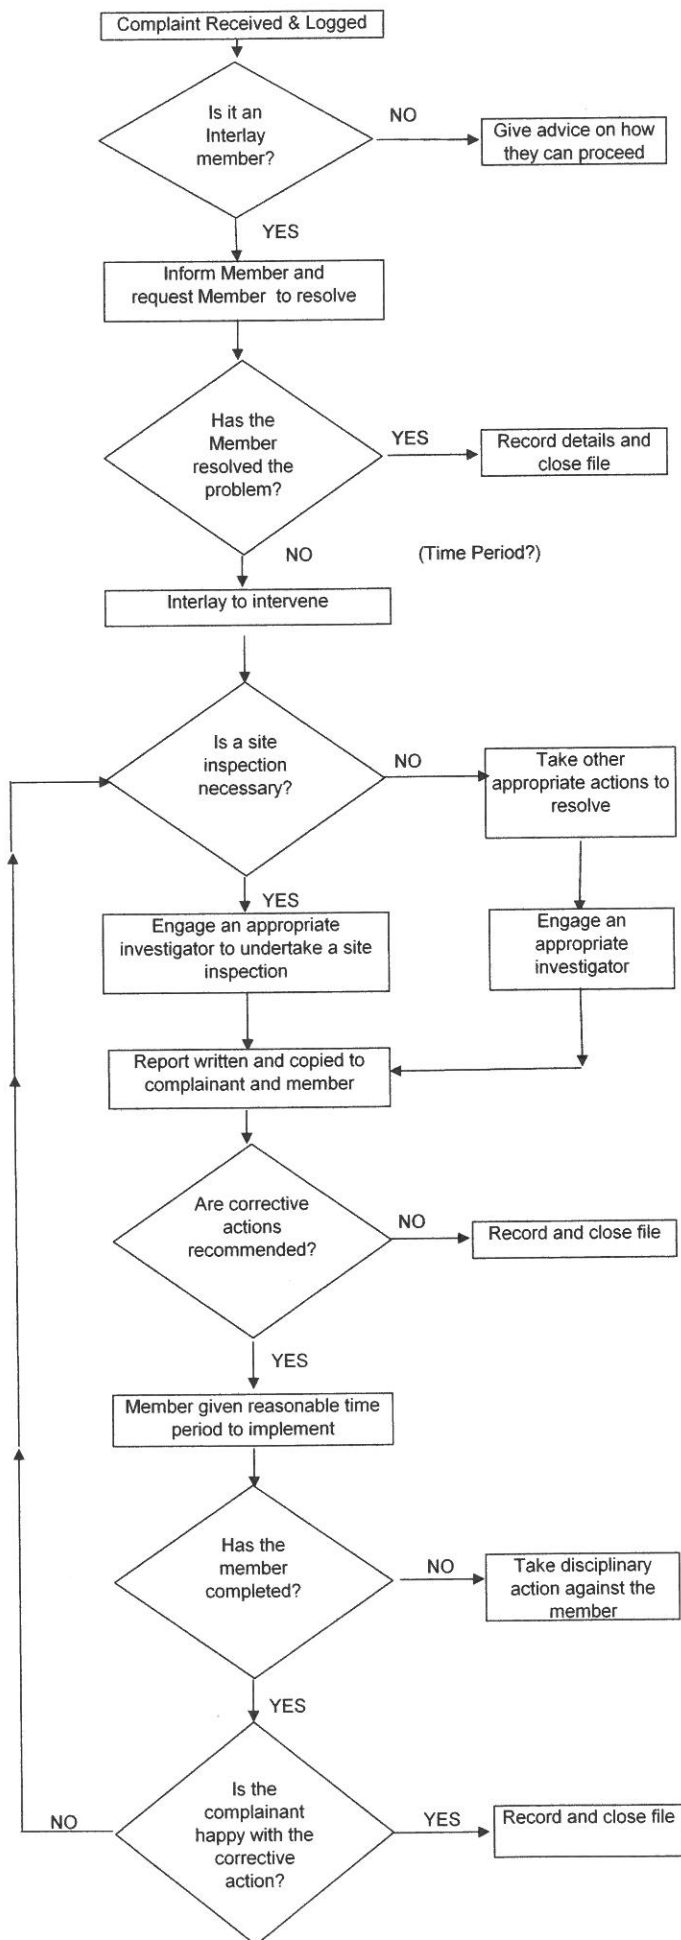 Complaint Received & Logged
Is it an
Interlay
member?
NO
Give advice on how
they can proceed
YES
Inform Member and
request Member to resolve
Has the
Member
resolved the
problem?
YES
Record details and
close file
NO
(Time Period?)
Interlay to intervene
Is a site
inspection
necessary?
NO
Take other
appropriate actions to
resolve
YES
Engage an appropriate
investigator to undertake a site
inspection
Engage an
appropriate
investigator
Report written and copied to
complainant and member
Are corrective
actions
recommended?
NO
Record and close file
YES
Member given reasonable time
period to implement
Has the
member
completed?
NO
Take disciplinary
action against the
member
YES
Is the
complainant
happy with the
corrective
action?
NO
YES
Record and close file